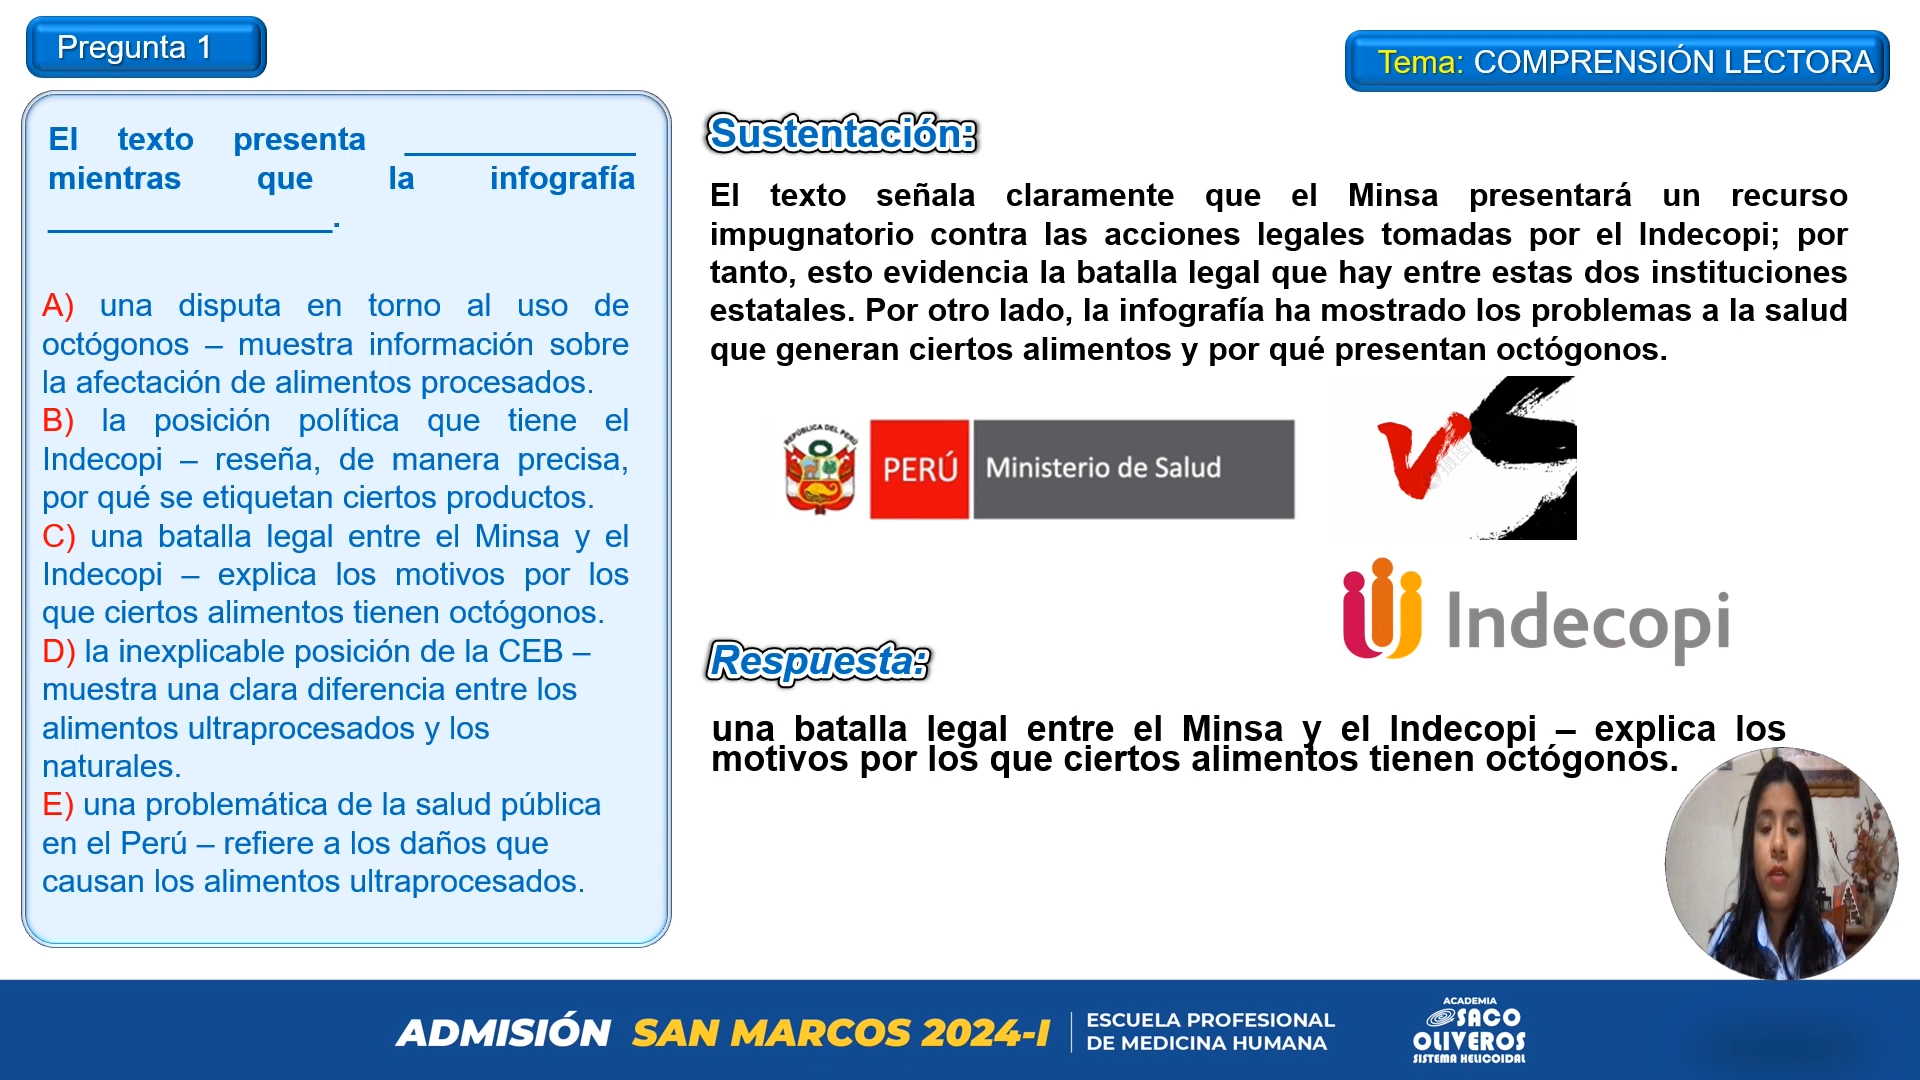 Pregunta 1
Tema: COMPRENSIÓN LECTORA
El texto presenta _____________
mientras que la infografía
________________.
A) una disputa en torno al uso de
octógonos – muestra información sobre
la afectación de alimentos procesados.
B) la posición política que tiene el
Indecopi – reseña, de manera precisa,
por qué se etiquetan ciertos productos.
C) una batalla legal entre el Minsa y el
Indecopi – explica los motivos por los
que ciertos alimentos tienen octógonos.
D) la inexplicable posición de la CEB –
muestra una clara diferencia entre los
alimentos ultraprocesados y los
naturales.
E) una problemática de la salud pública
en el Perú – refiere a los daños que
causan los alimentos ultraprocesados.
Sustentación:
El texto señala claramente que el Minsa presentará un recurso
impugnatorio contra las acciones legales tomadas por el Indecopi; por
tanto, esto evidencia la batalla legal que hay entre estas dos instituciones
estatales. Por otro lado, la infografía ha mostrado los problemas a la salud
que generan ciertos alimentos y por qué presentan octógonos.
REPÚBLICA DEL PERÚ
PERÚ Ministerio de Salud
VS
Indecopi
Respuesta:
una batalla legal entre el Minsa y el Indecopi – explica los
motivos por los que ciertos alimentos tienen octógonos.
ADMISIÓN SAN MARCOS 2024-I
ESCUELA PROFESIONAL
DE MEDICINA HUMANA
ACADEMIA
SACO
OLIVEROS
SISTEMA HELICOIDAL